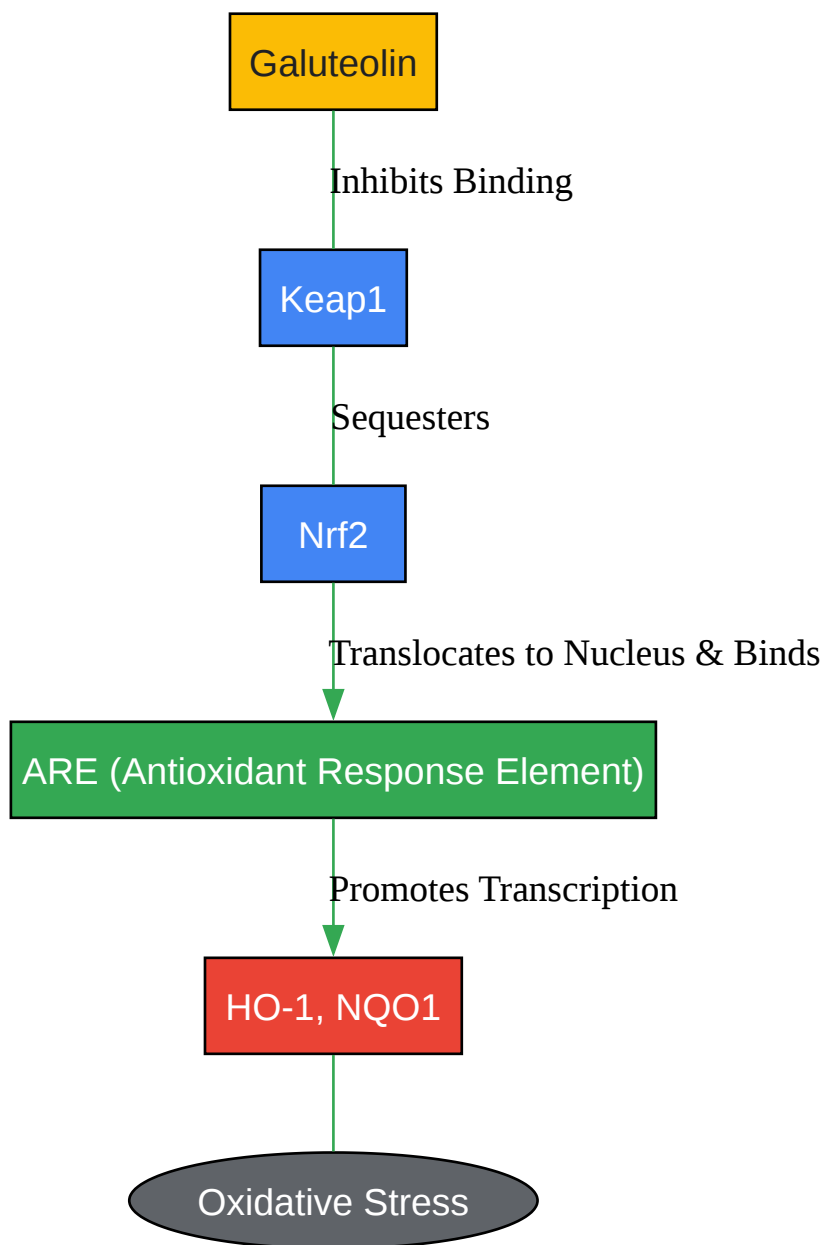 Galuteolin
Inhibits Binding
Keap1
Sequesters
Nrf2
Translocates to Nucleus & Binds
ARE (Antioxidant Response Element)
Promotes Transcription
HO-1, NQO1
Oxidative Stress